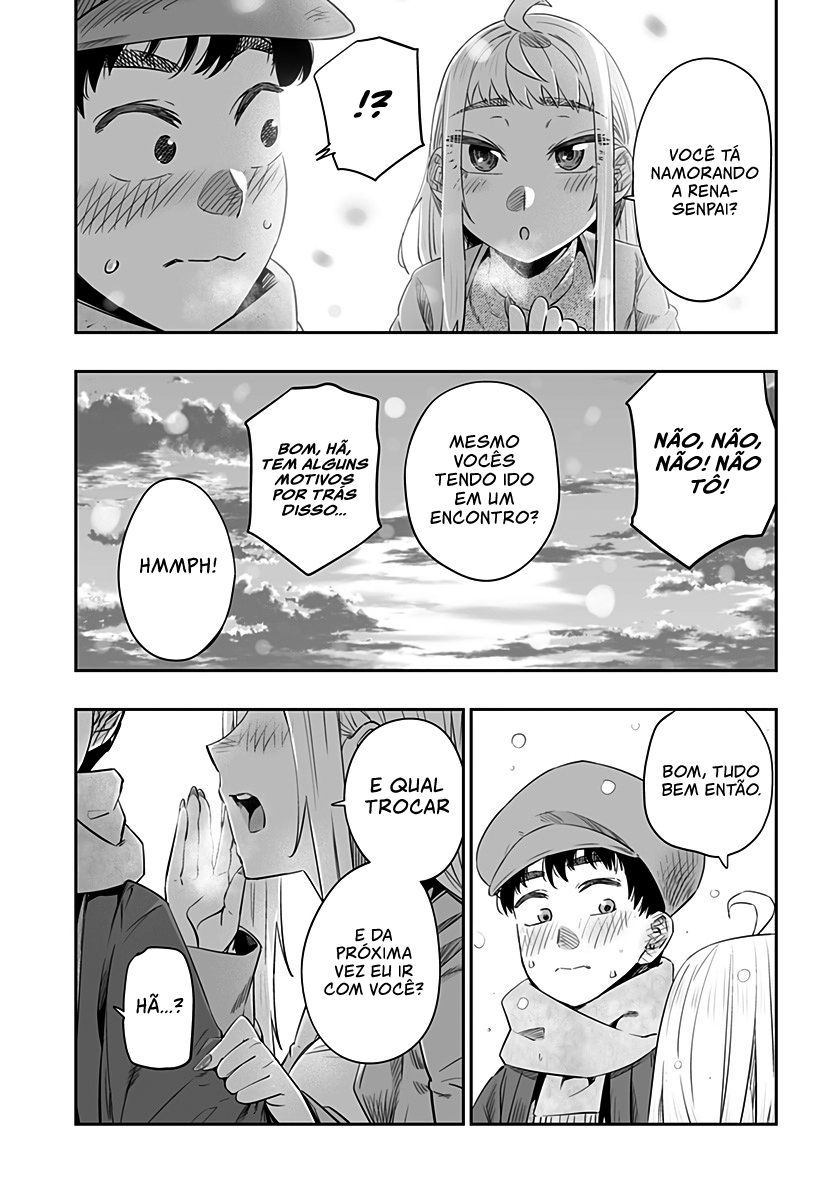 VOCÊ TÁ
NAMORANDO
A RENA-
SENPAI?
!?
NÃO, NÃO,
NÃO! NÃO
TÔ!
MESMO
VOCÊS
TENDO IDO
EM UM
ENCONTRO?
BOM, HÃ,
TEM ALGUNS
MOTIVOS
POR TRÁS
DISSO...
HMMPH!
BOM, TUDO
BEM ENTÃO.
E QUAL
TROCAR
E DA
PRÓXIMA
VEZ EU IR
COM VOCÊ?
HÃ...?